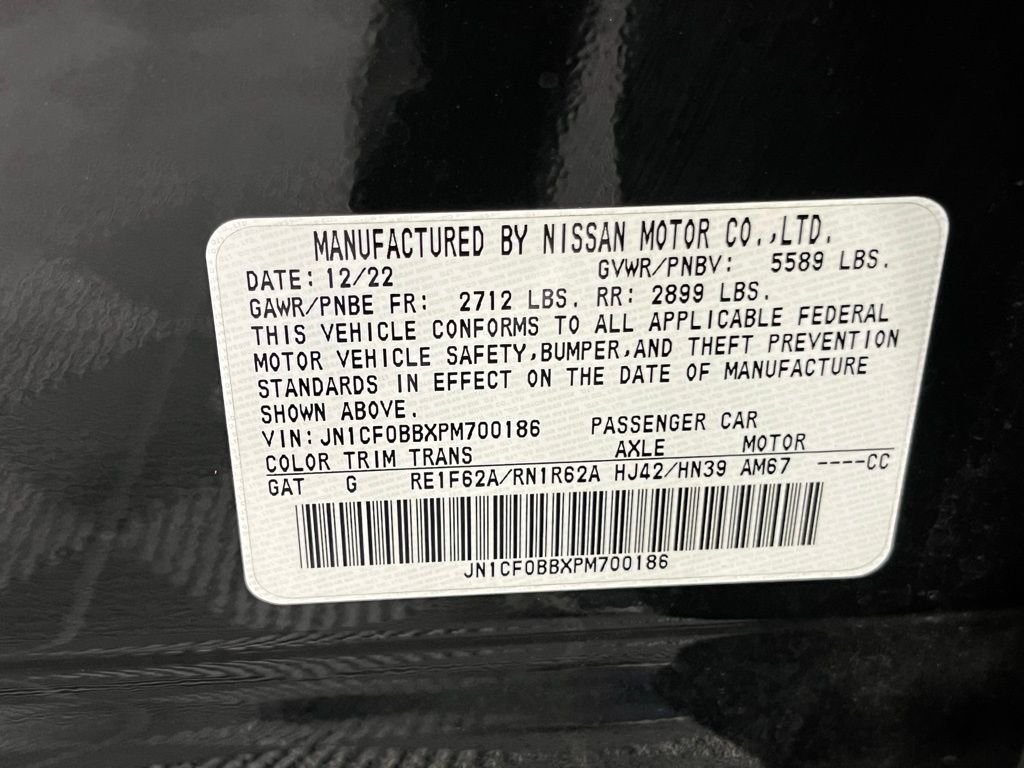 MANUFACTURED BY NISSAN MOTOR CO.,LTD.
DATE: 12/22 GVWR/PNBV: 5589 LBS.
GAWR/PNBE FR: 2712 LBS. RR: 2899 LBS.
THIS VEHICLE CONFORMS TO ALL APPLICABLE FEDERAL
MOTOR VEHICLE SAFETY,BUMPER,AND THEFT PREVENTION
STANDARDS IN EFFECT ON THE DATE OF MANUFACTURE
SHOWN ABOVE.
VIN: JN1CF0BBXPM700186 PASSENGER CAR
COLOR TRIM TRANS AXLE MOTOR
GAT G RE1F62A/RN1R62A HJ42/HN39 AM67 ----CC
JN1CF0BBXPM700186